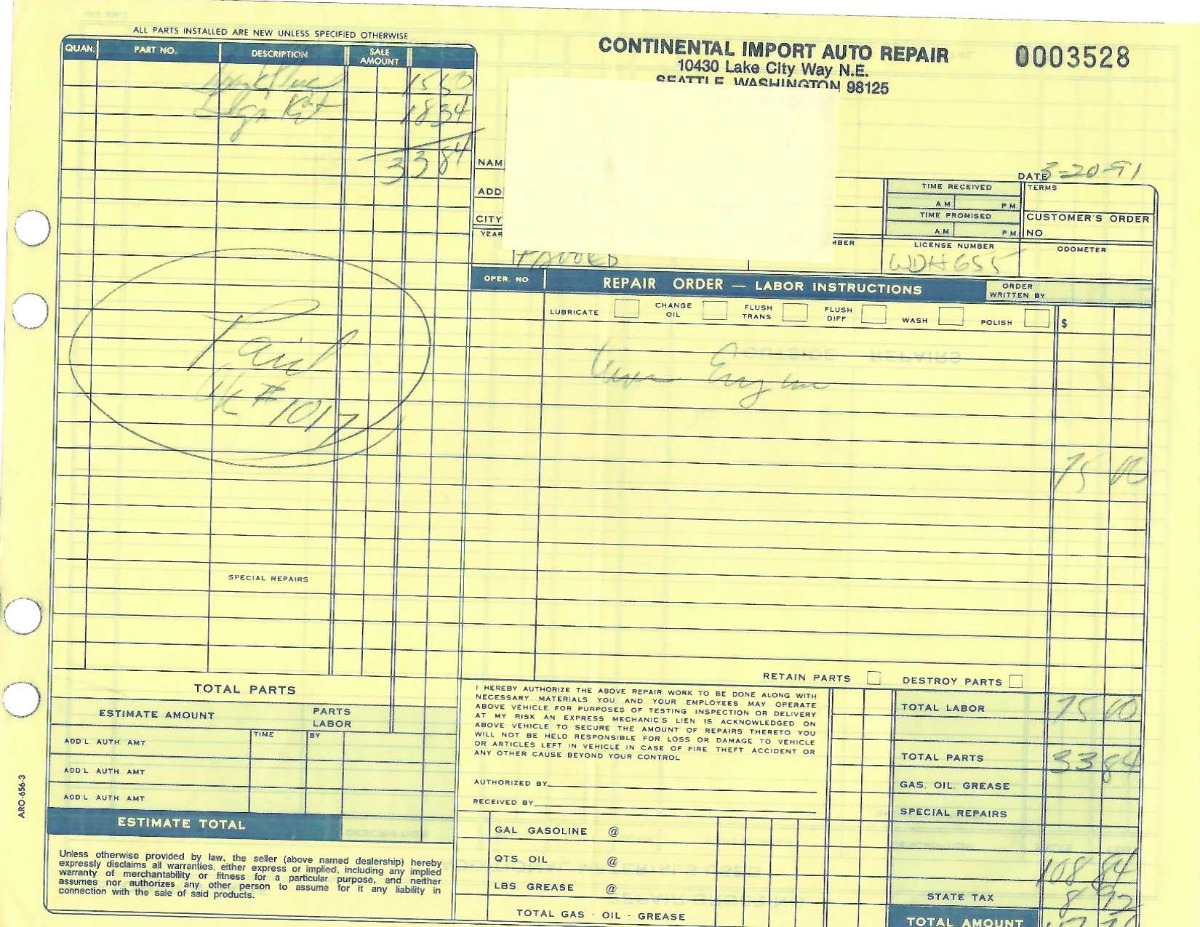 ALL PARTS INSTALLED ARE NEW UNLESS SPECIFIED OTHERWISE
QUAN. PART NO. DESCRIPTION SALE AMOUNT
15 50
Kit 18 34
33 84
CONTINENTAL IMPORT AUTO REPAIR
10430 Lake City Way N.E.
SEATTLE, WASHINGTON 98125
0003528
NAM
DATE 3-20-91
ADD
TIME RECEIVED
TERMS
AM PM
CITY
TIME PROMISED
CUSTOMER'S ORDER
AM PM
NO
YEAR
MBER
LICENSE NUMBER
ODOMETER
WDH655
OPER. NO
REPAIR ORDER — LABOR INSTRUCTIONS
ORDER WRITTEN BY
LUBRICATE
CHANGE OIL
FLUSH TRANS
FLUSH DIFF
WASH
POLISH
$
Engine
75 00
Paid
Ck # 1017
SPECIAL REPAIRS
RETAIN PARTS DESTROY PARTS
TOTAL PARTS
ESTIMATE AMOUNT PARTS LABOR
TIME BY
ADD'L AUTH AMT
ADD'L AUTH AMT
ADD'L AUTH AMT
ESTIMATE TOTAL
ARO-656-3
Unless otherwise provided by law, the seller (above named dealership) hereby
expressly disclaims all warranties, either express or implied, including any implied
warranty of merchantability or fitness for a particular purpose, and neither
assumes nor authorizes any other person to assume for it any liability in
connection with the sale of said products.
I HEREBY AUTHORIZE THE ABOVE REPAIR WORK TO BE DONE ALONG WITH
NECESSARY MATERIALS YOU AND YOUR EMPLOYEES MAY OPERATE
ABOVE VEHICLE FOR PURPOSES OF TESTING INSPECTION OR DELIVERY
AT MY RISK AN EXPRESS MECHANIC'S LIEN IS ACKNOWLEDGED ON
ABOVE VEHICLE TO SECURE THE AMOUNT OF REPAIRS THERETO YOU
WILL NOT BE HELD RESPONSIBLE FOR LOSS OR DAMAGE TO VEHICLE
OR ARTICLES LEFT IN VEHICLE IN CASE OF FIRE THEFT ACCIDENT OR
ANY OTHER CAUSE BEYOND YOUR CONTROL
AUTHORIZED BY
RECEIVED BY
GAL GASOLINE @
QTS OIL @
LBS GREASE @
TOTAL GAS - OIL - GREASE
TOTAL LABOR 75 00
TOTAL PARTS 33 84
GAS, OIL, GREASE
SPECIAL REPAIRS
108 84
STATE TAX 8 92
TOTAL AMOUNT